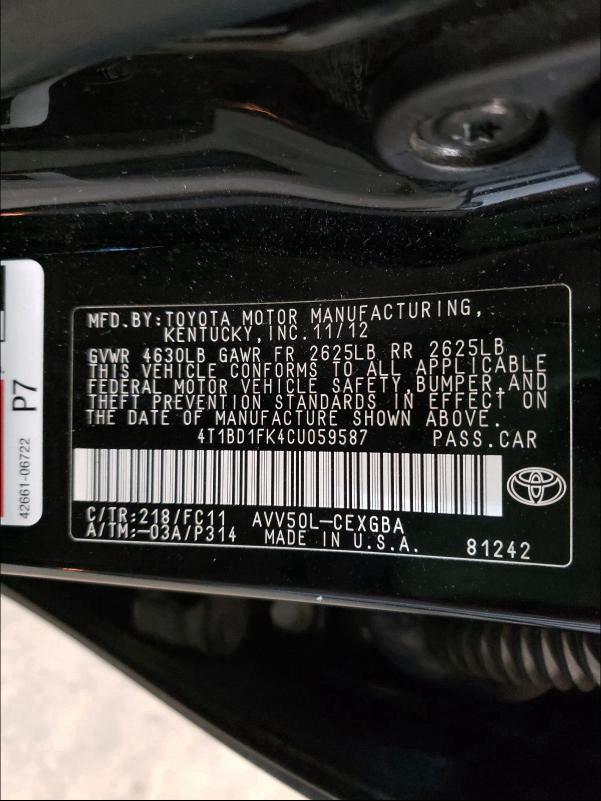 MFD.BY:TOYOTA MOTOR MANUFACTURING,
KENTUCKY,INC.11/12
GVWR 4630LB GAWR FR 2625LB RR 2625LB
THIS VEHICLE CONFORMS TO ALL APPLICABLE
FEDERAL MOTOR VEHICLE SAFETY,BUMPER,AND
THEFT PREVENTION STANDARDS IN EFFECT ON
THE DATE OF MANUFACTURE SHOWN ABOVE.
4T1BD1FK4CU059587 PASS.CAR
C/TR:218/FC11 AVV50L-CEXGBA
A/TM:-03A/P314 MADE IN U.S.A. 81242
P7
42661-06722